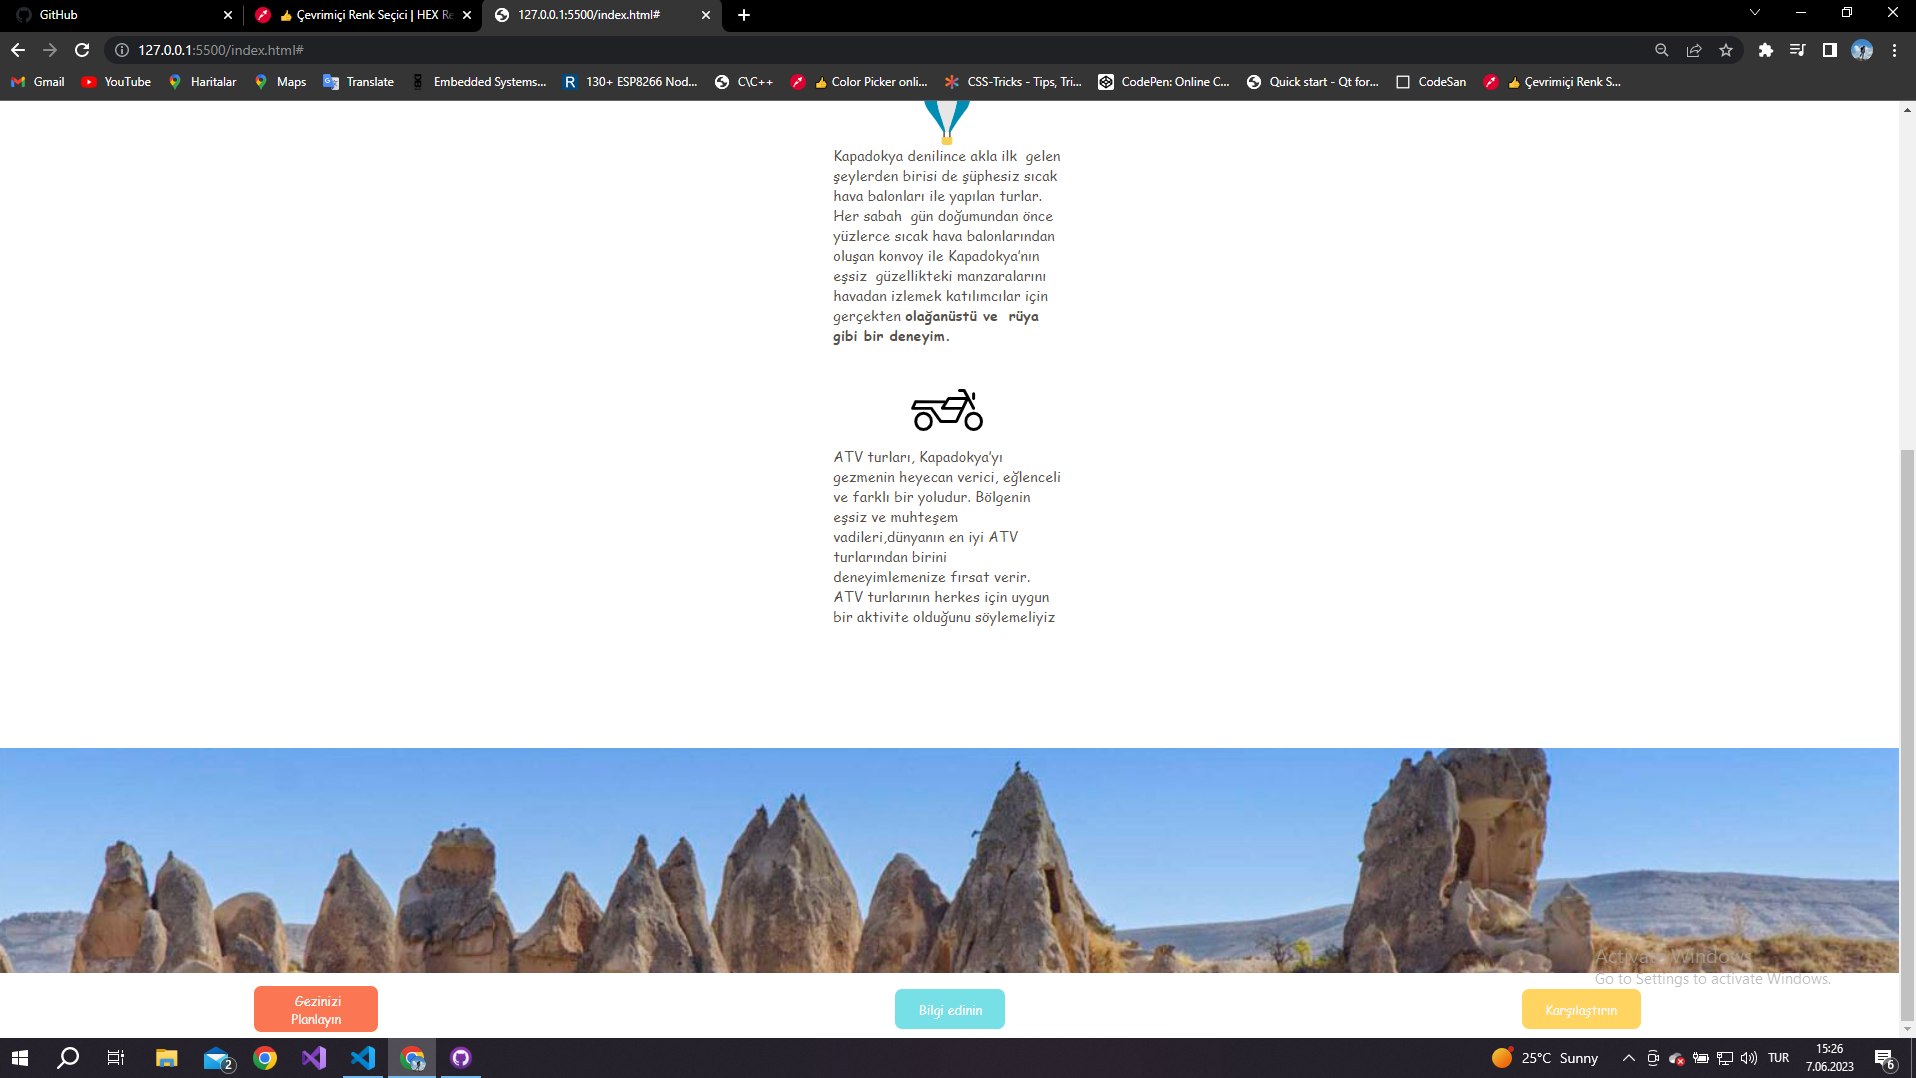 GitHub
👍 Çevrimiçi Renk Seçici | HEX Re
127.0.0.1:5500/index.html#
127.0.0.1:5500/index.html#
Gmail
YouTube
Haritalar
Maps
Translate
Embedded Systems...
R
130+ ESP8266 Nod...
C\C++
👍 Color Picker onli...
CSS-Tricks - Tips, Tri...
CodePen: Online C...
Quick start - Qt for...
CodeSan
👍 Çevrimiçi Renk S...
Kapadokya denilince akla ilk  gelen
şeylerden birisi de şüphesiz sıcak
hava balonları ile yapılan turlar.
Her sabah  gün doğumundan önce
yüzlerce sıcak hava balonlarından
oluşan konvoy ile Kapadokya’nın
eşsiz  güzellikteki manzaralarını
havadan izlemek katılımcılar için
gerçekten olağanüstü ve  rüya
gibi bir deneyim.
ATV turları, Kapadokya’yı
gezmenin heyecan verici, eğlenceli
ve farklı bir yoludur. Bölgenin
eşsiz ve muhteşem
vadileri,dünyanın en iyi ATV
turlarından birini
deneyimlemenize fırsat verir.
ATV turlarının herkes için uygun
bir aktivite olduğunu söylemeliyiz
Activate Windows
Go to Settings to activate Windows.
Gezinizi
Planlayın
Bilgi edinin
Karşılaştırın
2
25°C  Sunny
TUR
15:26
7.06.2023
6